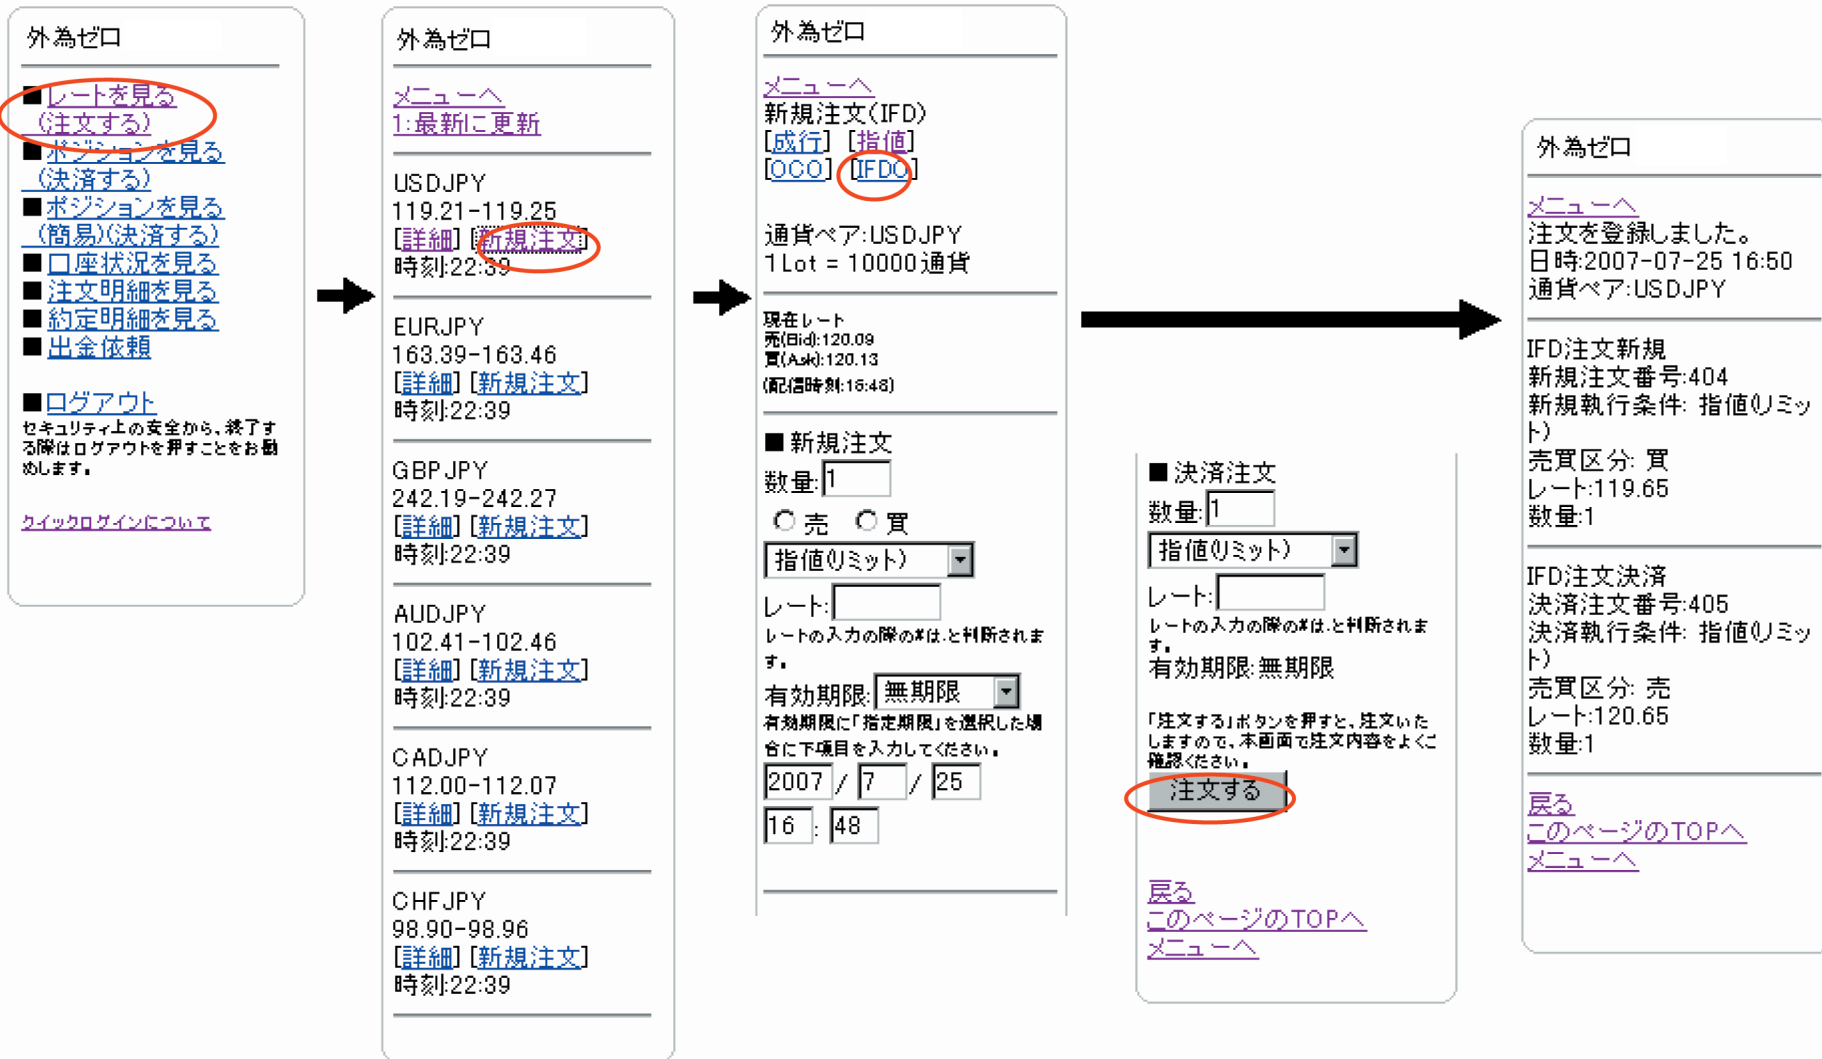 外為ゼロ
■レートを見る
(注文する)
■ポジションを見る
(決済する)
■ポジションを見る
(簡易)(決済する)
■口座状況を見る
■注文明細を見る
■約定明細を見る
■出金依頼
■ログアウト
セキュリティ上の安全から、終了す
る際はログアウトを押すことをお勧
めします。
クイックログインについて
外為ゼロ
メニューへ
1:最新に更新
USDJPY
119.21-119.25
[詳細] [新規注文]
時刻:22:39
EURJPY
163.39-163.46
[詳細] [新規注文]
時刻:22:39
GBPJPY
242.19-242.27
[詳細] [新規注文]
時刻:22:39
AUDJPY
102.41-102.46
[詳細] [新規注文]
時刻:22:39
CADJPY
112.00-112.07
[詳細] [新規注文]
時刻:22:39
CHFJPY
98.90-98.96
[詳細] [新規注文]
時刻:22:39
外為ゼロ
メニューへ
新規注文(IFD)
[成行] [指値]
[OCO] [IFDO]
通貨ペア:USDJPY
1Lot = 10000通貨
現在レート
売(Bid):120.09
買(Ask):120.13
(配信時刻:16:48)
■新規注文
数量:1
売 買
指値(リミット)
レート:
レートの入力の際の*は.と判断されま
す。
有効期限:無期限
有効期限に「指定期限」を選択した場
合に下項目を入力してください。
2007 / 7 / 25
16 : 48
■決済注文
数量:1
指値(リミット)
レート:
レートの入力の際の*は.と判断されま
す。
有効期限:無期限
「注文する」ボタンを押すと、注文いた
しますので、本画面で注文内容をよくご
確認ください。
注文する
戻る
このページのTOPへ
メニューへ
外為ゼロ
メニューへ
注文を登録しました。
日時:2007-07-25 16:50
通貨ペア:USDJPY
IFD注文新規
新規注文番号:404
新規執行条件: 指値(リミッ
ト)
売買区分: 買
レート:119.65
数量:1
IFD注文決済
決済注文番号:405
決済執行条件: 指値(リミッ
ト)
売買区分: 売
レート:120.65
数量:1
戻る
このページのTOPへ
メニューへ